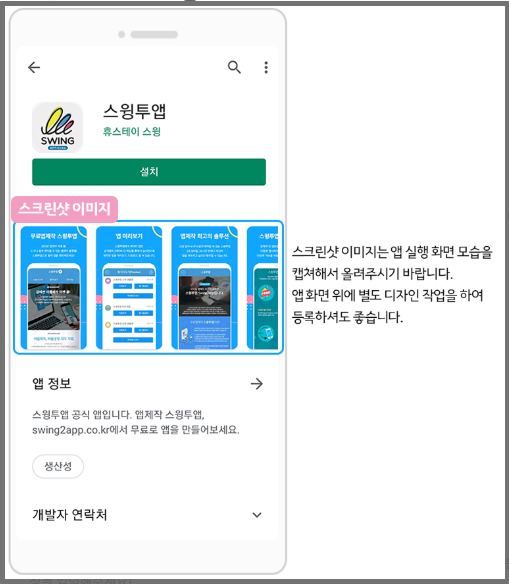 스윙투앱
휴스테이 스윙
SWING
설치
스크린샷 이미지
무료앱제작 스윙투앱
앱 미리보기
앱제작 최고의 솔루션
스윙투앱
스크린샷 이미지는 앱 실행 화면 모습을
캡쳐해서 올려주시기 바랍니다.
앱 화면 위에 별도 디자인 작업을 하여
등록하셔도 좋습니다.
앱 정보
스윙투앱 공식 앱입니다. 앱제작 스윙투앱,
swing2app.co.kr에서 무료로 앱을 만들어보세요.
생산성
개발자 연락처